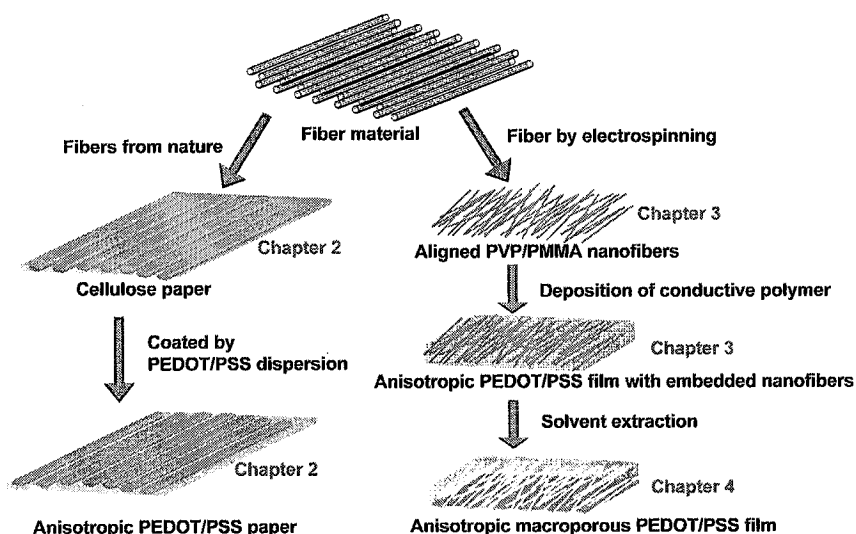 Fiber material
Fibers from nature
Fiber by electrospinning
Chapter 2
Cellulose paper
Coated by
PEDOT/PSS dispersion
Chapter 2
Anisotropic PEDOT/PSS paper
Chapter 3
Aligned PVP/PMMA nanofibers
Deposition of conductive polymer
Chapter 3
Anisotropic PEDOT/PSS film with embedded nanofibers
Solvent extraction
Chapter 4
Anisotropic macroporous PEDOT/PSS film